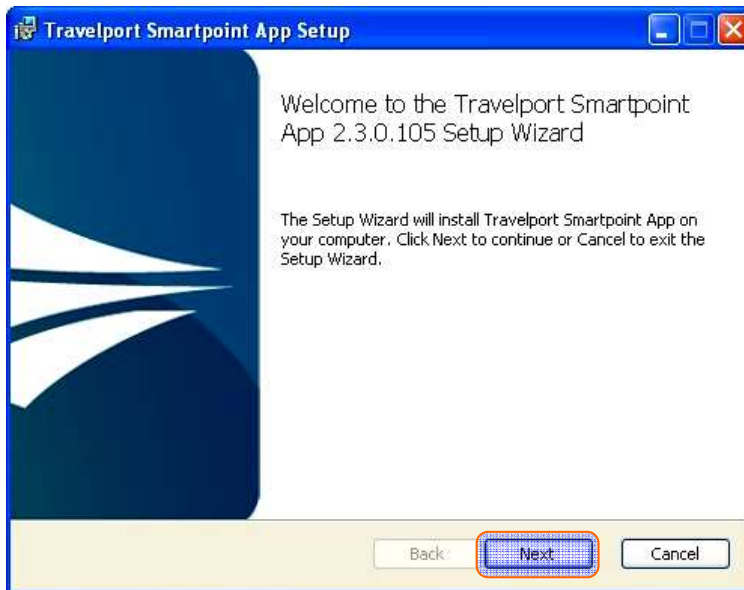 Travelport Smartpoint App Setup
Welcome to the Travelport Smartpoint
App 2.3.0.105 Setup Wizard
The Setup Wizard will install Travelport Smartpoint App on
your computer. Click Next to continue or Cancel to exit the
Setup Wizard.
Back Next Cancel